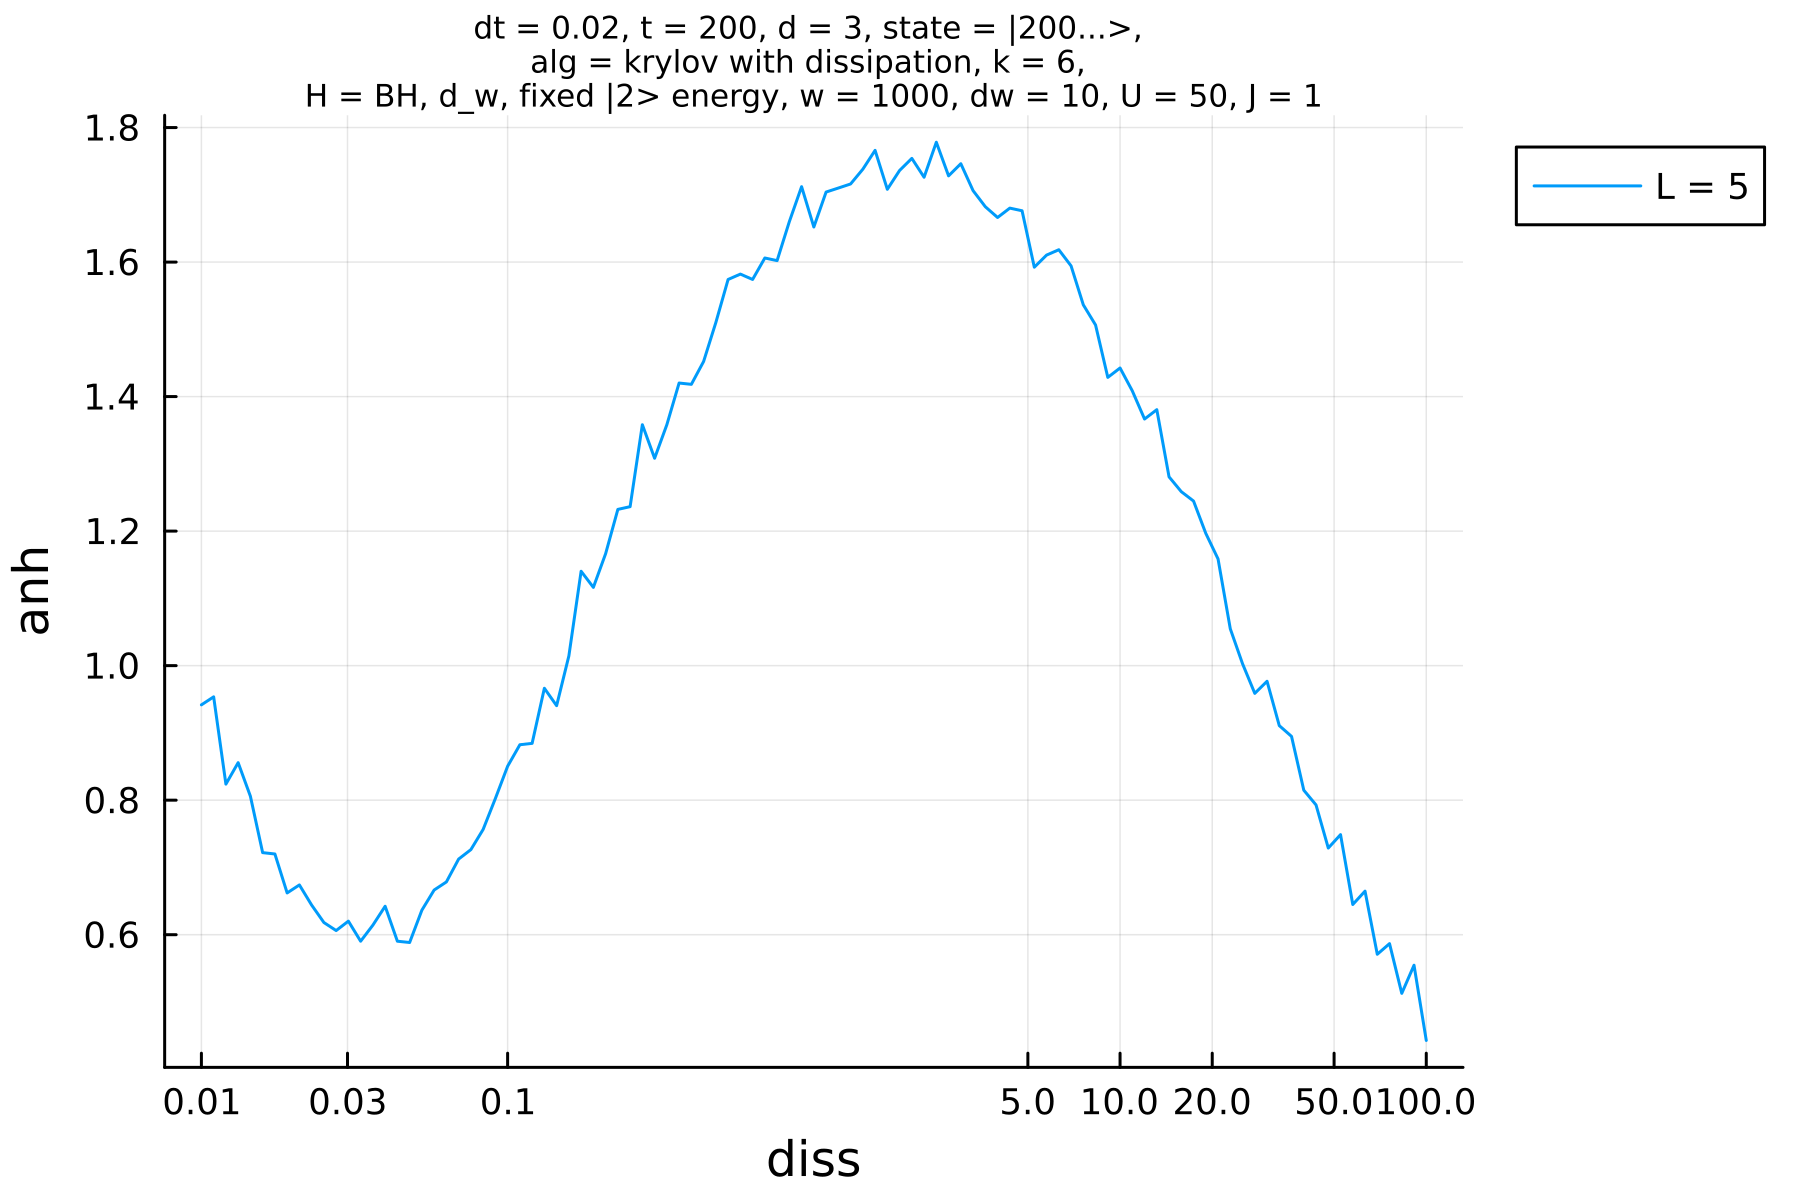 dt = 0.02, t = 200, d = 3, state = |200...>,
alg = krylov with dissipation, k = 6,
H = BH, d_w, fixed |2> energy, w = 1000, dw = 10, U = 50, J = 1
L = 5
1.8
1.6
1.4
1.2
1.0
0.8
0.6
anh
0.01 0.03 0.1 5.0 10.0 20.0 50.0 100.0
diss